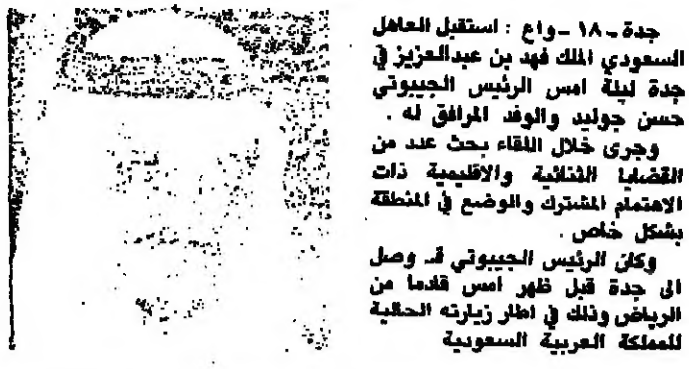 جدة - ١٨ - واع : استقبل العاهل
السعودي الملك فهد بن عبدالعزيز في
جدة ليلة امس الرئيس الجيبوتي
حسن جوليد والوفد المرافق له .
وجرى خلال اللقاء بحث عدد من
القضايا الثنائية والاقليمية ذات
الاهتمام المشترك والوضع في المنطقة
بشكل خاص .
وكان الرئيس الجيبوتي قد وصل
الى جدة قبل ظهر امس قادما من
الرياض وذلك في اطار زيارته الحالية
للمملكة العربية السعودية